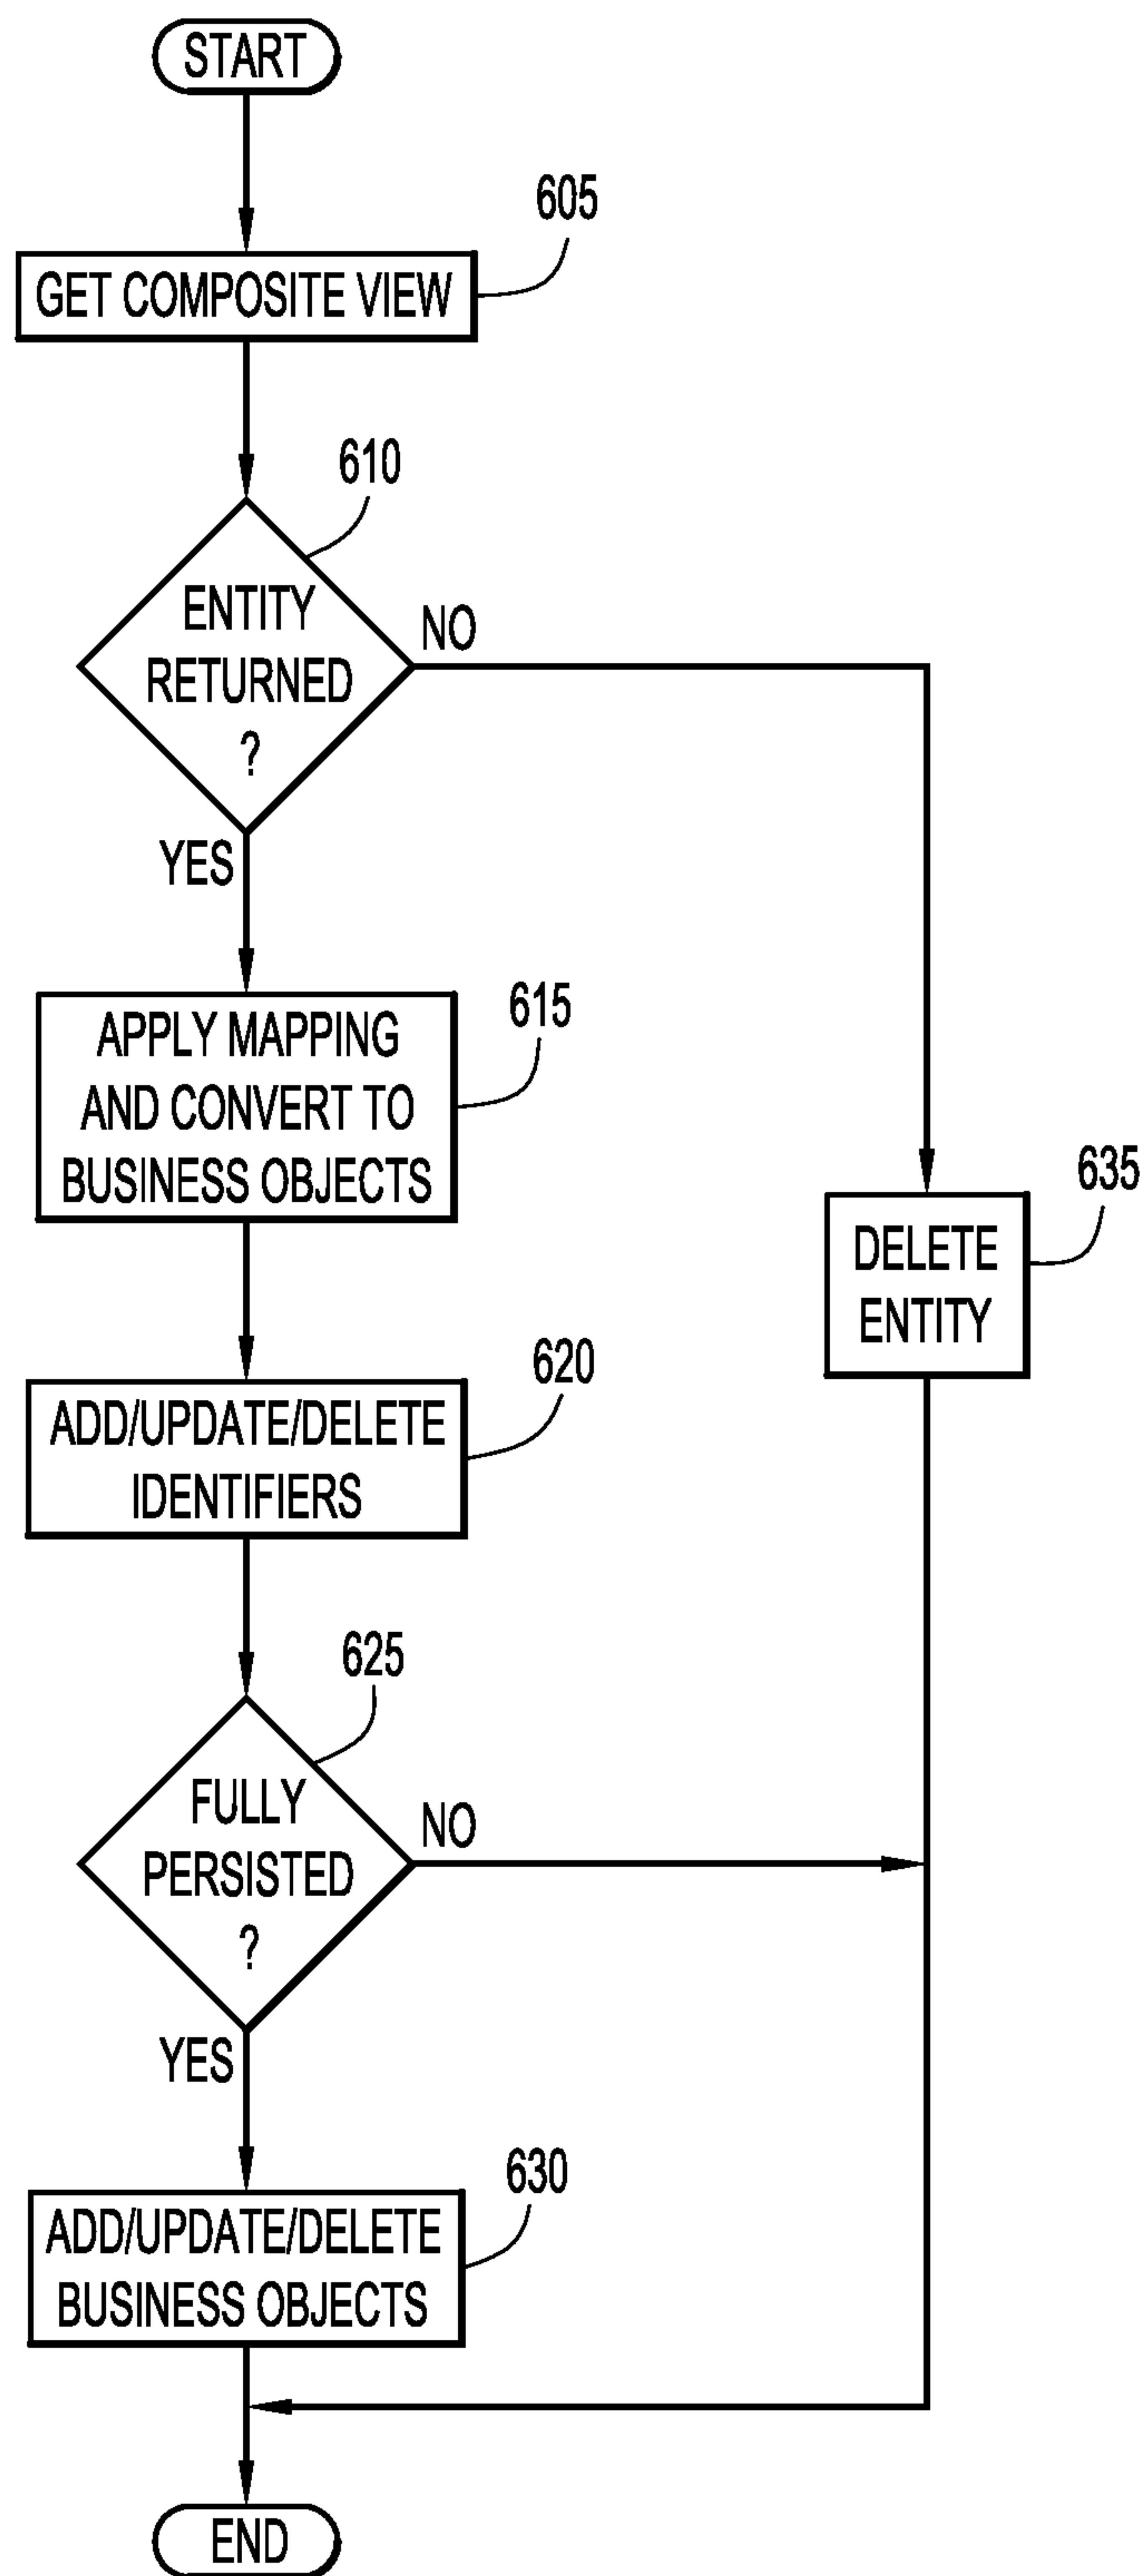 START
605
GET COMPOSITE VIEW
610
ENTITY
RETURNED
?
NO
YES
615
APPLY MAPPING
AND CONVERT TO
BUSINESS OBJECTS
635
DELETE
ENTITY
620
ADD/UPDATE/DELETE
IDENTIFIERS
625
FULLY
PERSISTED
?
NO
YES
630
ADD/UPDATE/DELETE
BUSINESS OBJECTS
END